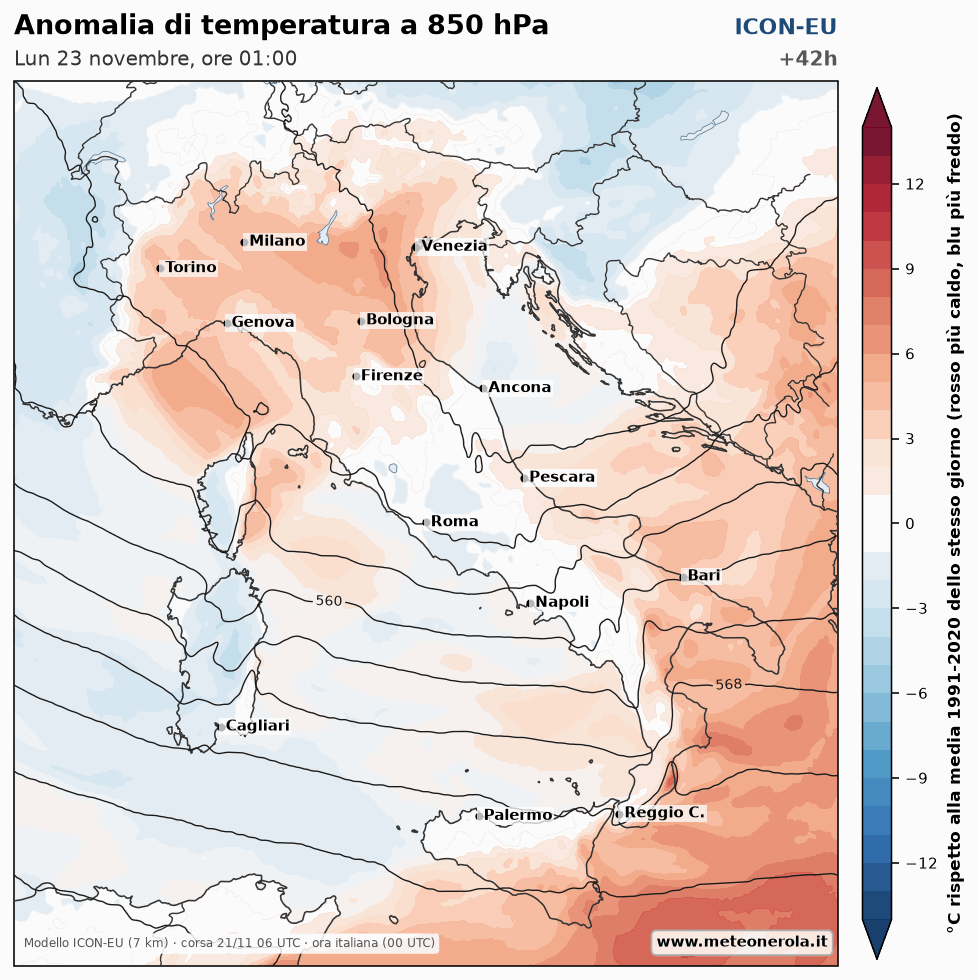 Anomalia di temperatura a 850 hPa
ICON-EU
Lun 23 novembre, ore 01:00
+42h
Milano
Venezia
Torino
Genova
Bologna
Firenze
Ancona
Pescara
Roma
Bari
560
Napoli
568
Cagliari
Palermo
Reggio C.
Modello ICON-EU (7 km) · corsa 21/11 06 UTC · ora italiana (00 UTC)
www.meteonerola.it
12
9
6
3
0
−3
−6
−9
−12
°C rispetto alla media 1991-2020 dello stesso giorno (rosso più caldo, blu più freddo)